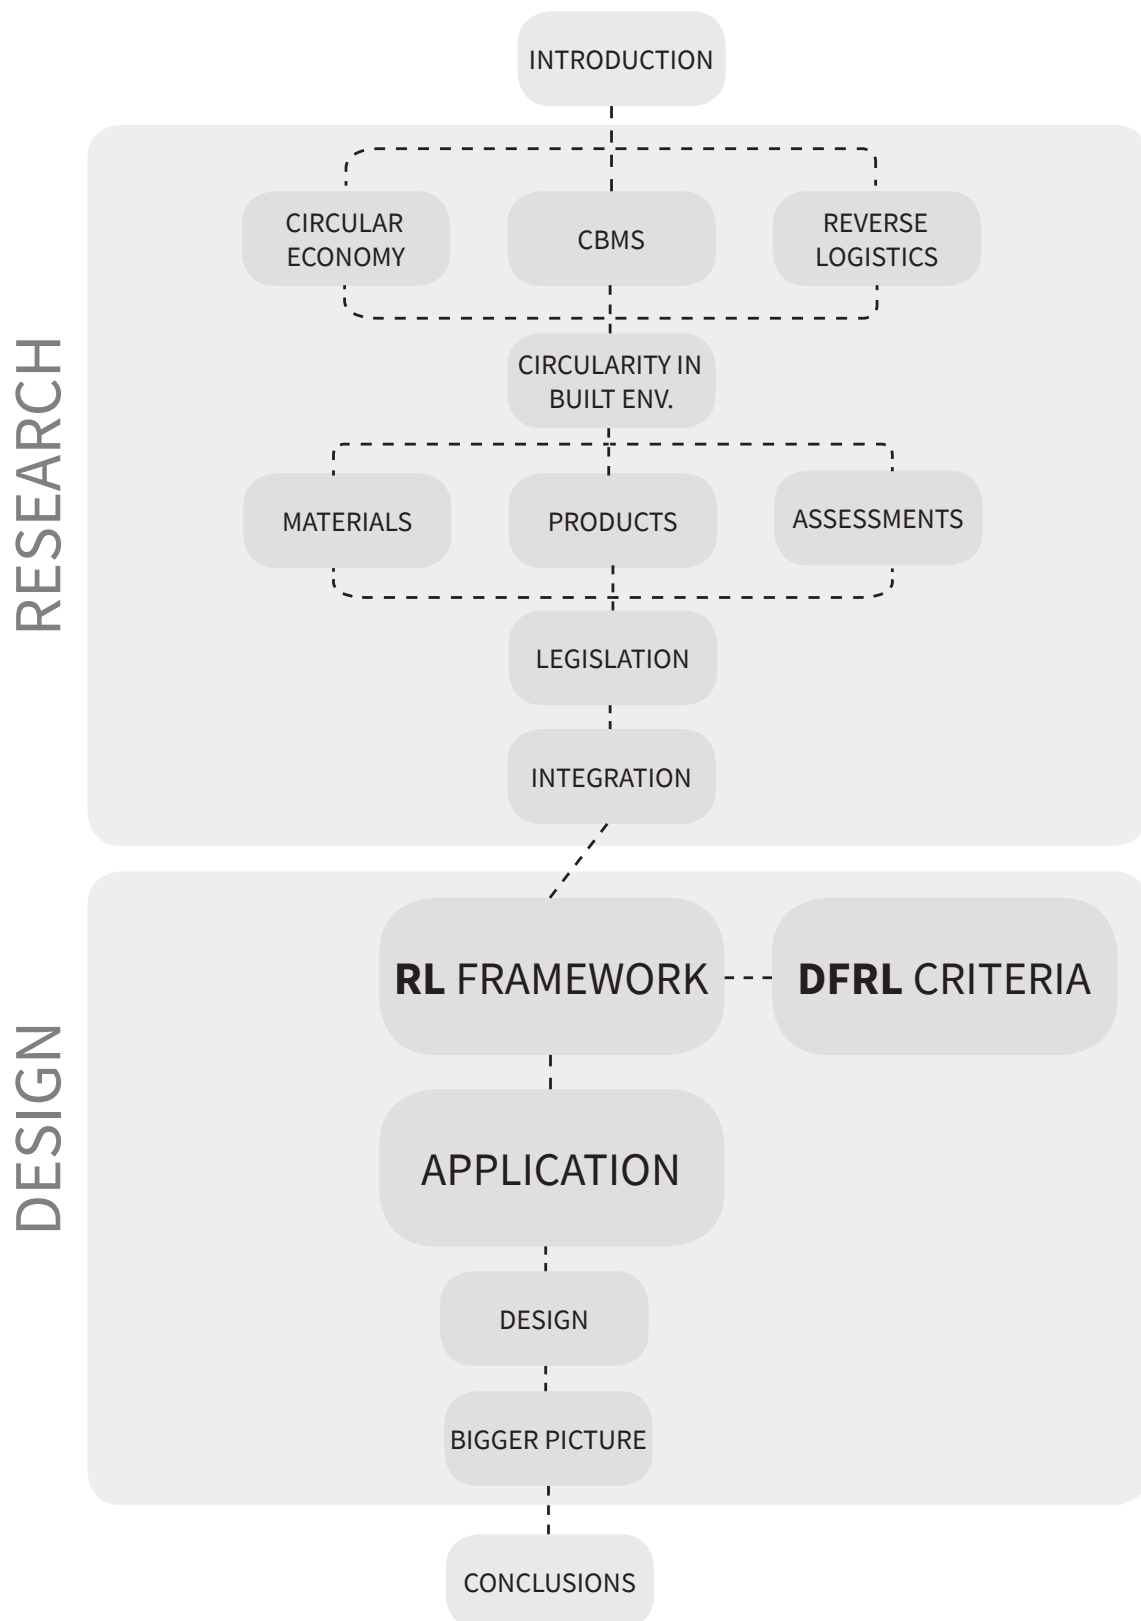 INTRODUCTION
RESEARCH
CIRCULAR
ECONOMY
CBMS
REVERSE
LOGISTICS
CIRCULARITY IN
BUILT ENV.
MATERIALS
PRODUCTS
ASSESSMENTS
LEGISLATION
INTEGRATION
DESIGN
RL FRAMEWORK
DFRL CRITERIA
APPLICATION
DESIGN
BIGGER PICTURE
CONCLUSIONS